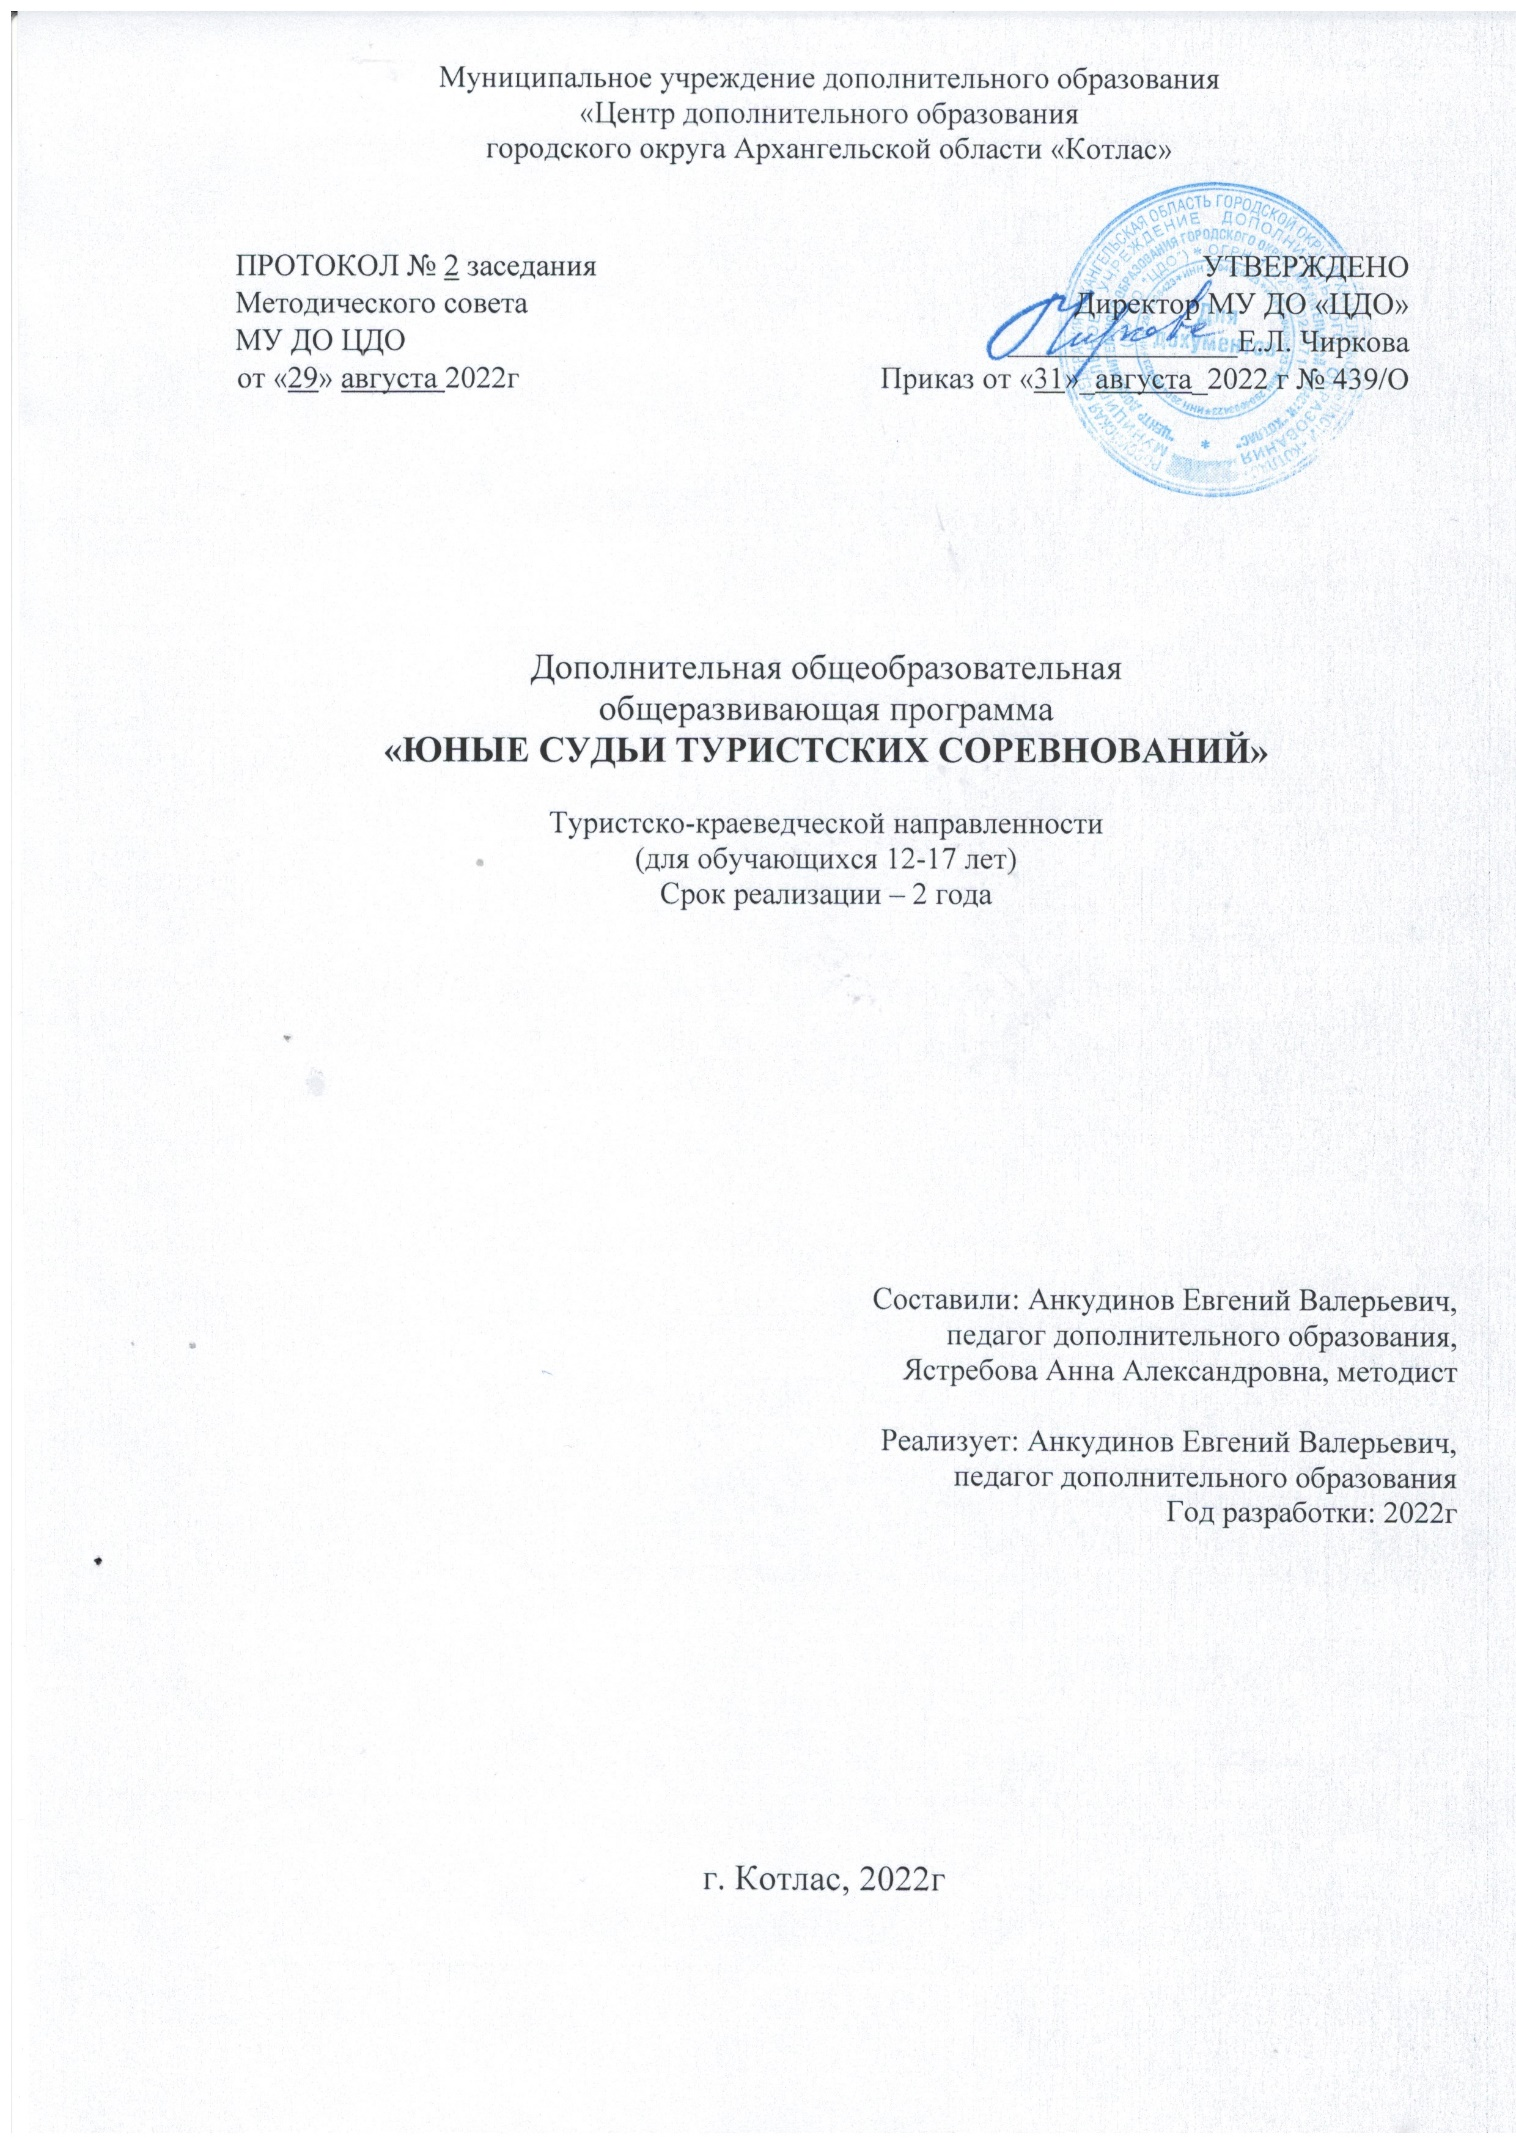 Муниципальное учреждение дополнительного образования
«Центр дополнительного образования
городского округа Архангельской области «Котлас»
ПРОТОКОЛ № 2 заседания
Методического совета
МУ ДО ЦДО
от «29» августа 2022г
УТВЕРЖДЕНО
Директор МУ ДО «ЦДО»
Е.Л. Чиркова
Приказ от «31» августа 2022 г № 439/О
Для
документов
Дополнительная общеобразовательная
общеразвивающая программа
«ЮНЫЕ СУДЬИ ТУРИСТСКИХ СОРЕВНОВАНИЙ»
Туристско-краеведческой направленности
(для обучающихся 12-17 лет)
Срок реализации – 2 года
Составили: Анкудинов Евгений Валерьевич,
педагог дополнительного образования,
Ястребова Анна Александровна, методист
Реализует: Анкудинов Евгений Валерьевич,
педагог дополнительного образования
Год разработки: 2022г
г. Котлас, 2022г